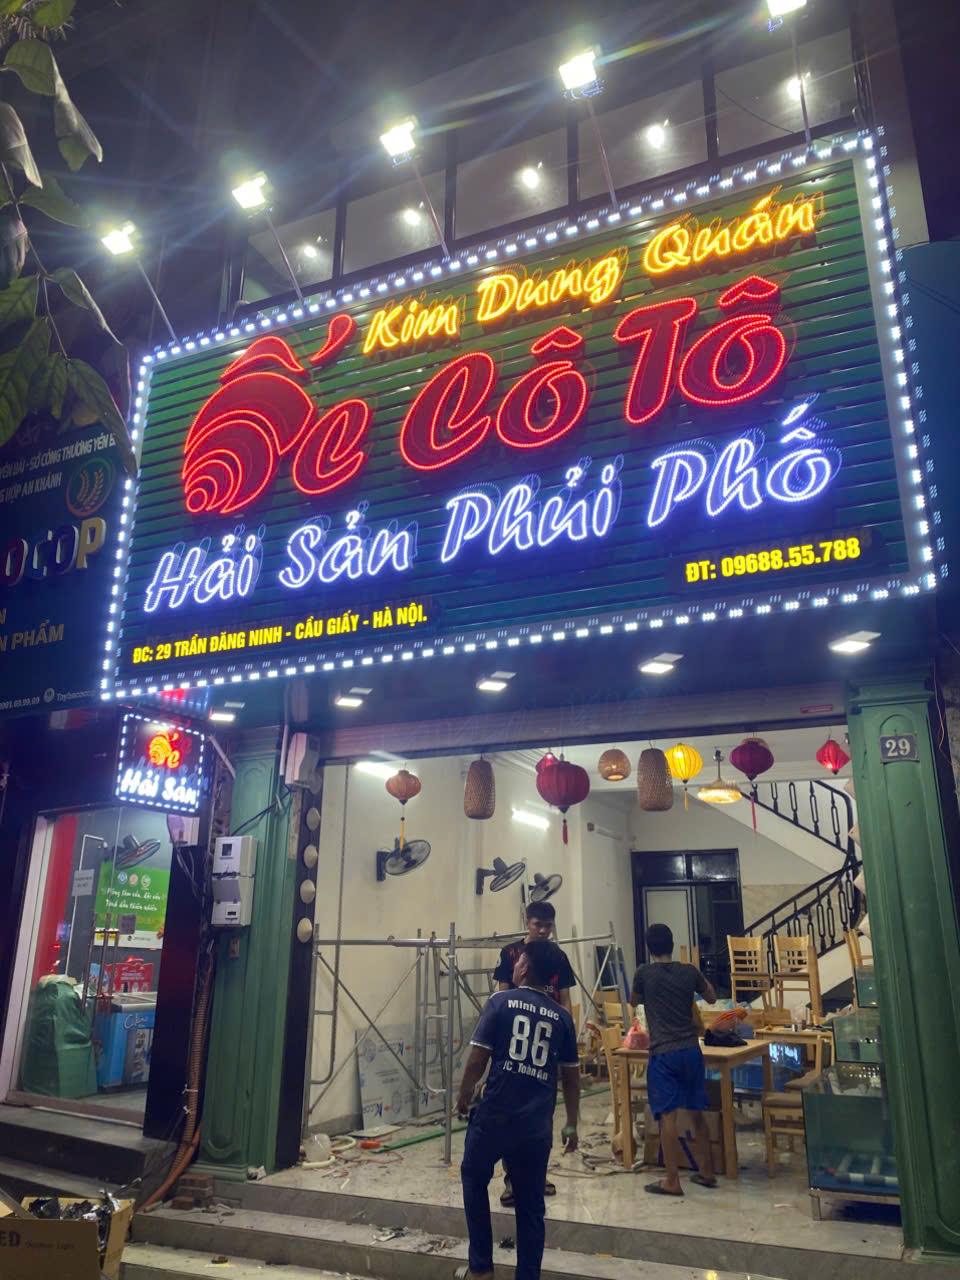 Kim Dung Quán
Ốc Cô Tô
Hải Sản Phủi Phố
ĐT: 09688.55.788
ĐC: 29 TRẦN ĐĂNG NINH - CẦU GIẤY - HÀ NỘI.
Ốc
Hải Sản
29
Minh Đức
86
OCOP
N PHẨM